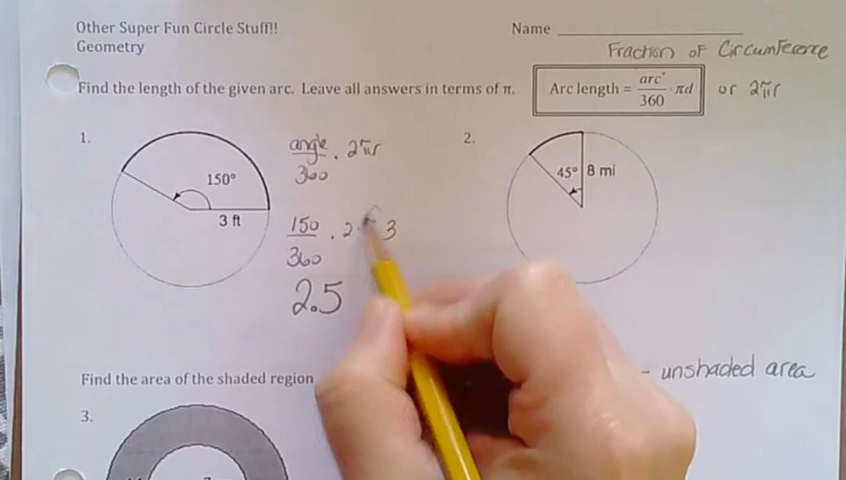 Other Super Fun Circle Stuff!!
Name
Geometry
Fraction of Circumference
Find the length of the given arc. Leave all answers in terms of π.
Arc length = arc° / 360 · πd
or 2πr
1.
150°
3 ft
angle / 360 · 2πr
150 / 360 · 2 · 3
2.5
2.
45°
8 mi
Find the area of the shaded region
- unshaded area
3.